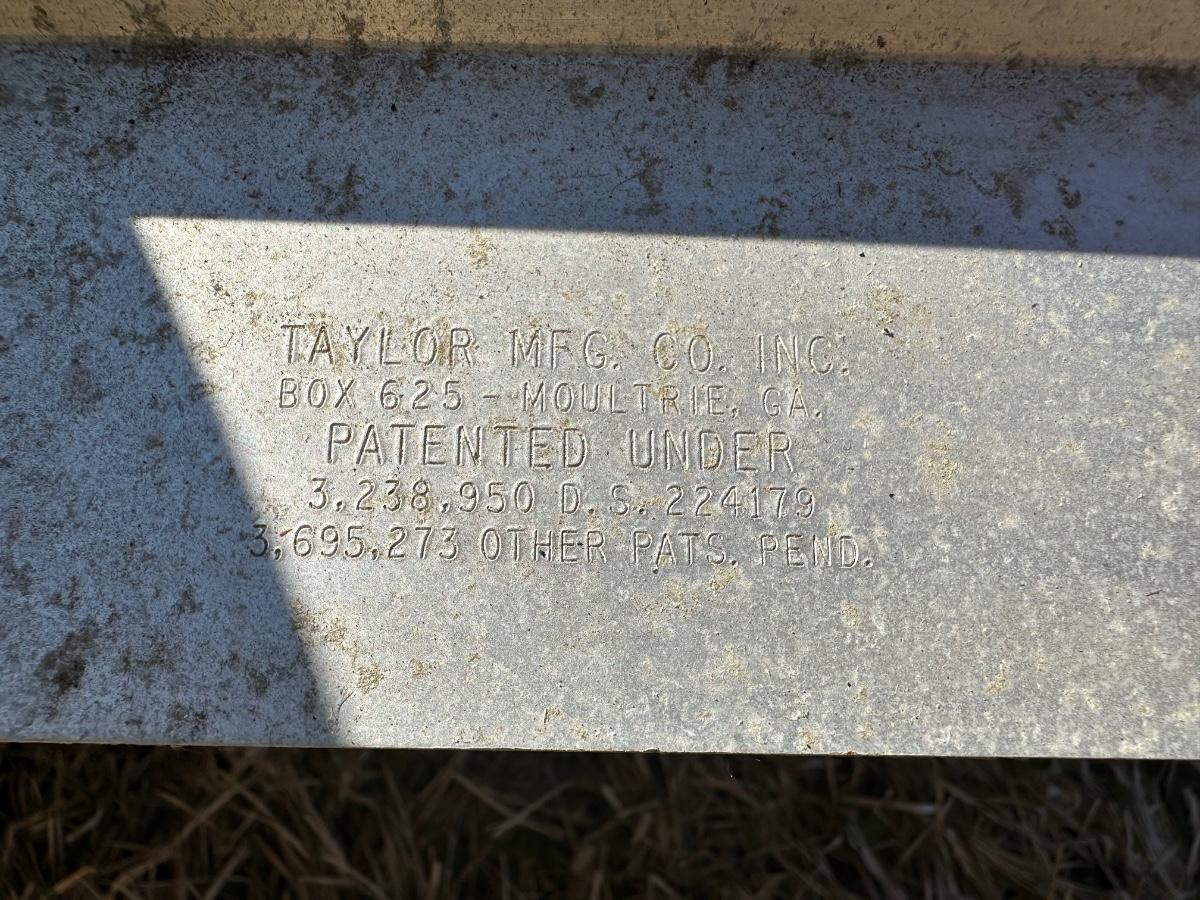 TAYLOR MFG. CO. INC.
BOX 625 - MOULTRIE, GA.
PATENTED UNDER
3,238,950 D.S. 224179
3,695,273 OTHER PATS. PEND.